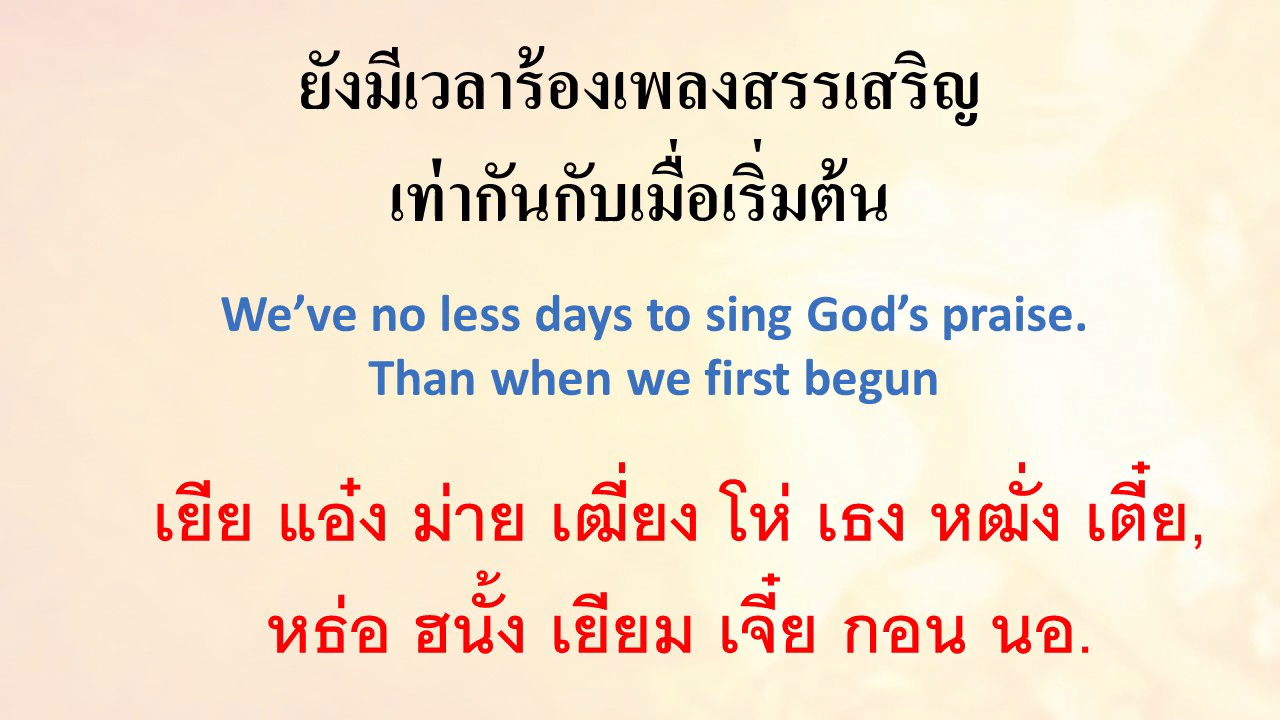 ยังมีเวลาร้องเพลงสรรเสริญ
เท่ากันกับเมื่อเริ่มต้น
We’ve no less days to sing God’s praise.
Than when we first begun
เยีย แอ๋ง ม่าย เฒี่ยง โห่ เธง หฒั่ง เตี๋ย,
หธ่อ ฮนั้ง เยียม เจี๋ย กอน นอ.